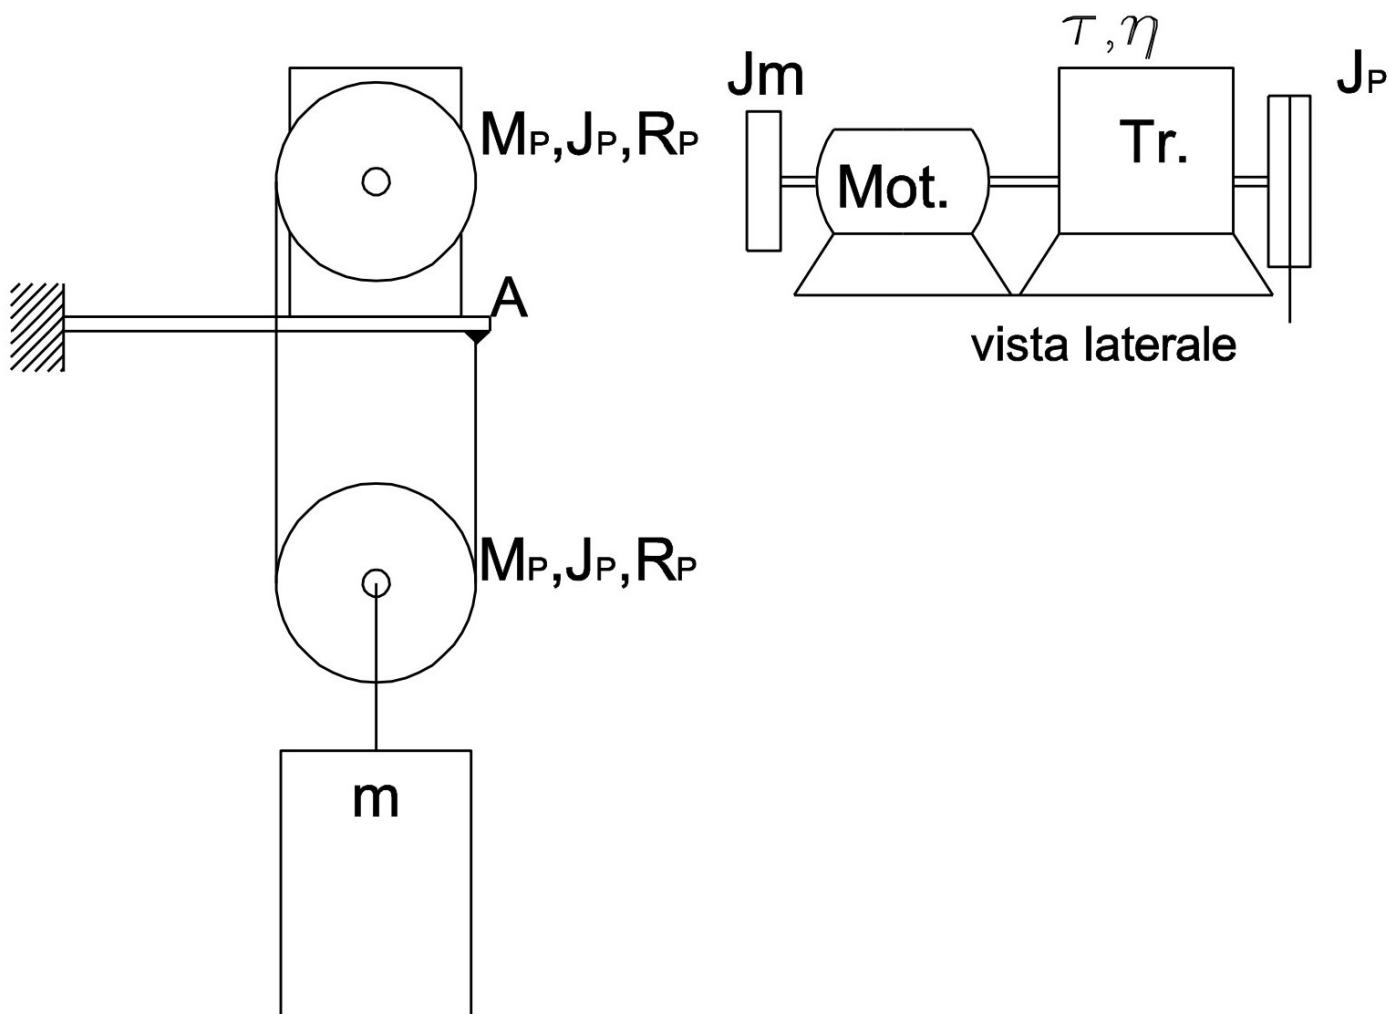 τ,η
Jm
JP
MP,JP,RP
Tr.
Mot.
A
vista laterale
MP,JP,RP
m